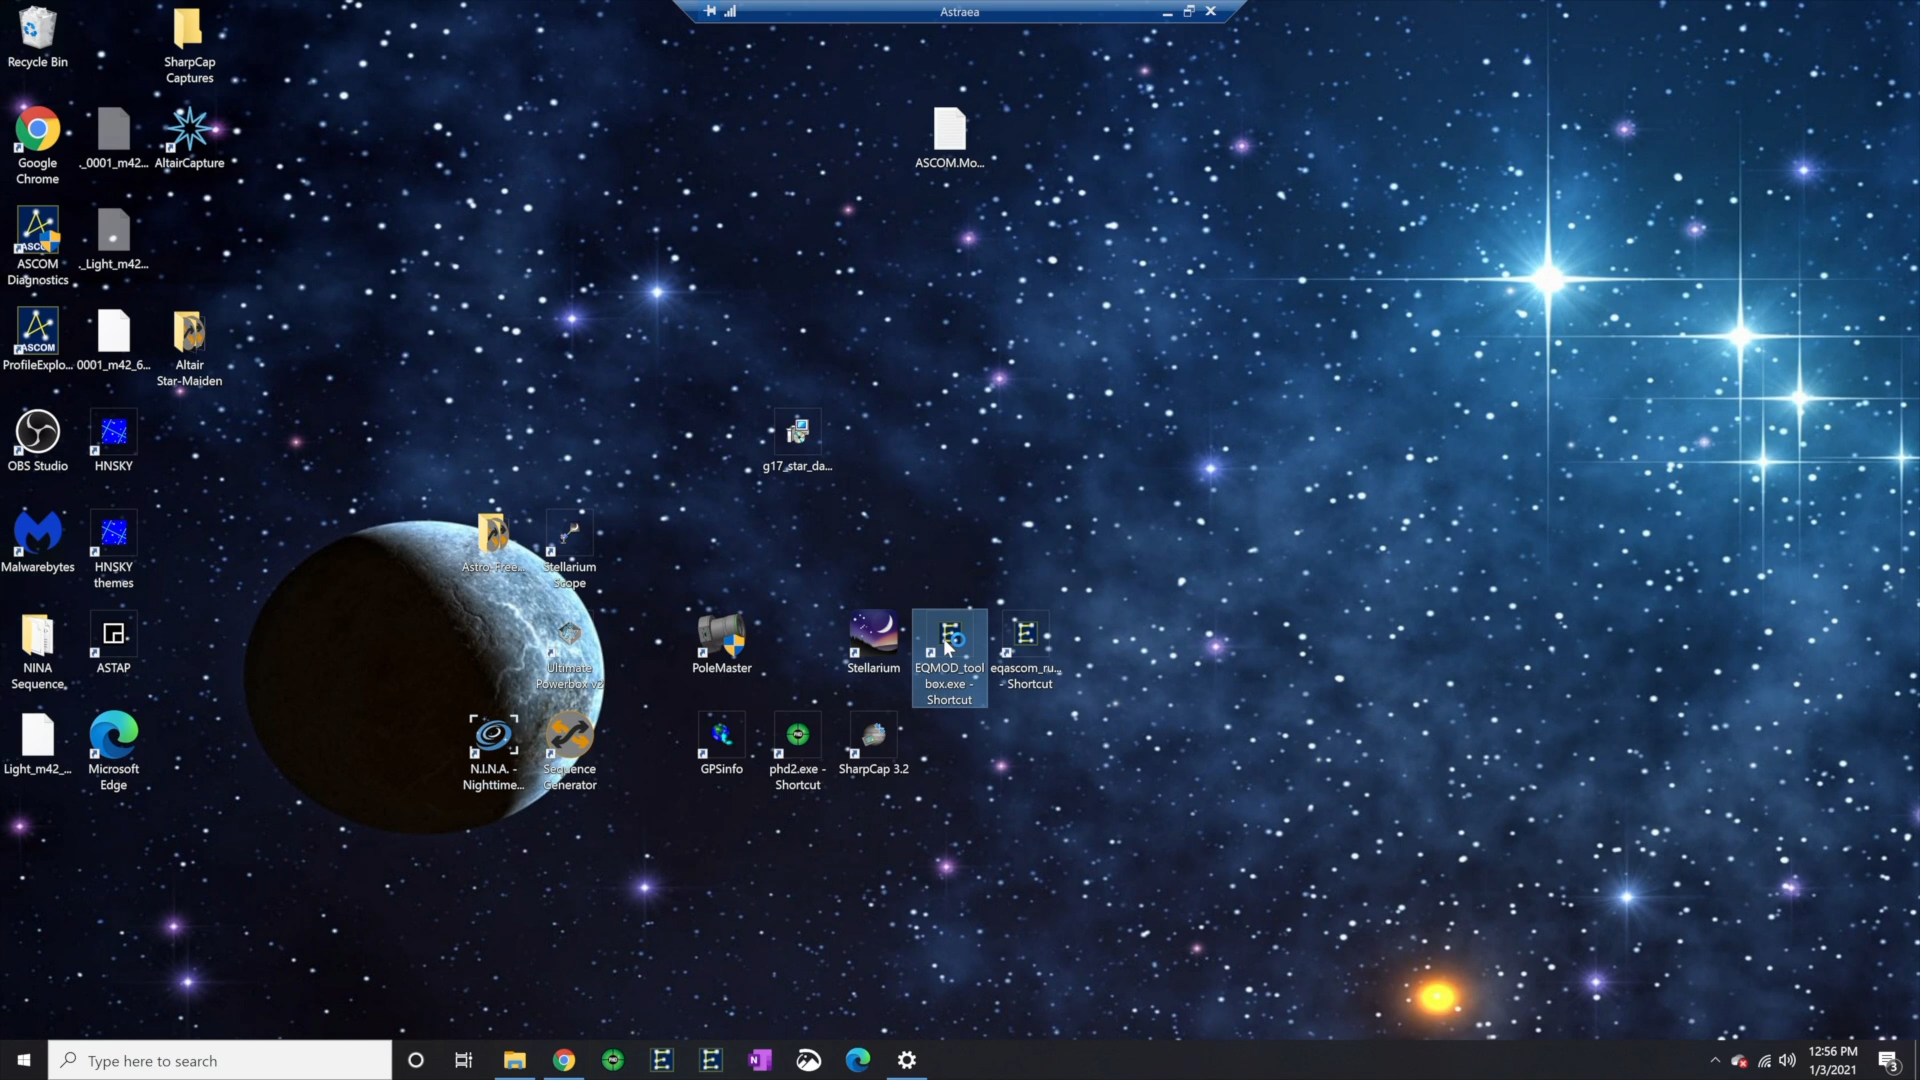 Astraea
Recycle Bin
SharpCap
Captures
Google
Chrome
._0001_m42...
AltairCapture
ASCOM.Mo...
ASCOM
Diagnostics
._Light_m42...
ASCOM
ProfileExplo...
0001_m42_6...
Altair
Star-Maiden
OBS Studio
HNSKY
g17_star_da...
Malwarebytes
HNSKY
themes
Astro-Free...
Stellarium
Scope
NINA
Sequence.
ASTAP
Ultimate
Powerbox v2
PoleMaster
Stellarium
EQMOD_tool
box.exe -
Shortcut
eqascom_ru...
- Shortcut
Light_m42_...
Microsoft
Edge
N.I.N.A. -
Nighttime...
Sequence
Generator
GPSinfo
phd2.exe -
Shortcut
SharpCap 3.2
Type here to search
12:56 PM
1/3/2021
3